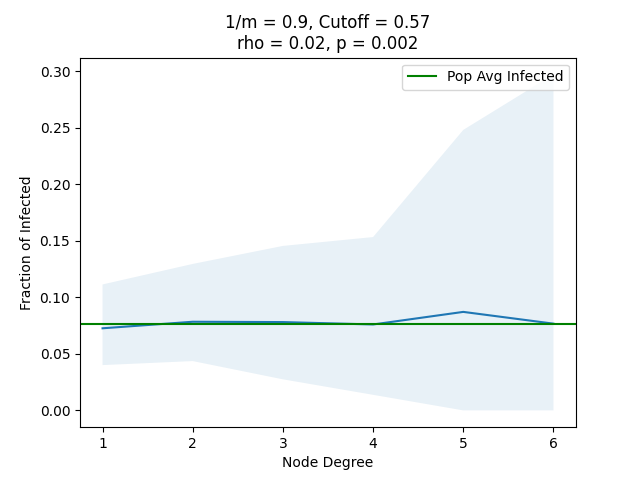 1/m = 0.9, Cutoff = 0.57
rho = 0.02, p = 0.002
Pop Avg Infected
Fraction of Infected
0.30
0.25
0.20
0.15
0.10
0.05
0.00
1 2 3 4 5 6
Node Degree